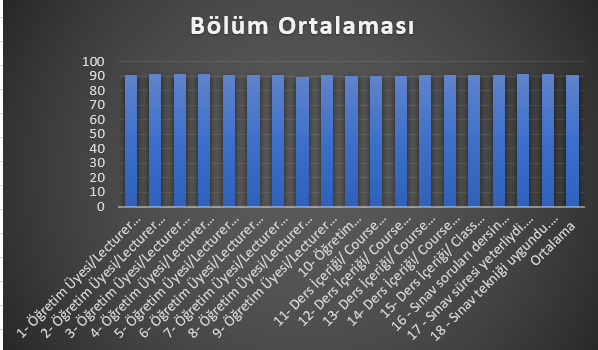 Bölüm Ortalaması
100
90
80
70
60
50
40
30
20
10
0
1- Öğretim Üyesi/Lecturer...
2- Öğretim Üyesi/Lecturer...
3- Öğretim Üyesi/Lecturer...
4- Öğretim Üyesi/Lecturer...
5- Öğretim Üyesi/Lecturer...
6- Öğretim Üyesi/Lecturer...
7- Öğretim Üyesi/Lecturer...
8- Öğretim Üyesi/Lecturer...
9- Öğretim Üyesi/Lecturer...
10- Öğretim...
11- Ders İçeriği/ Course...
12- Ders İçeriği/ Course...
13- Ders İçeriği/ Course...
14- Ders İçeriği/ Course...
15- Ders İçeriği/ Class...
16 - Sınav soruları dersin...
17 - Sınav süresi yeterliydi....
18 - Sınav tekniği uygundu....
Ortalama